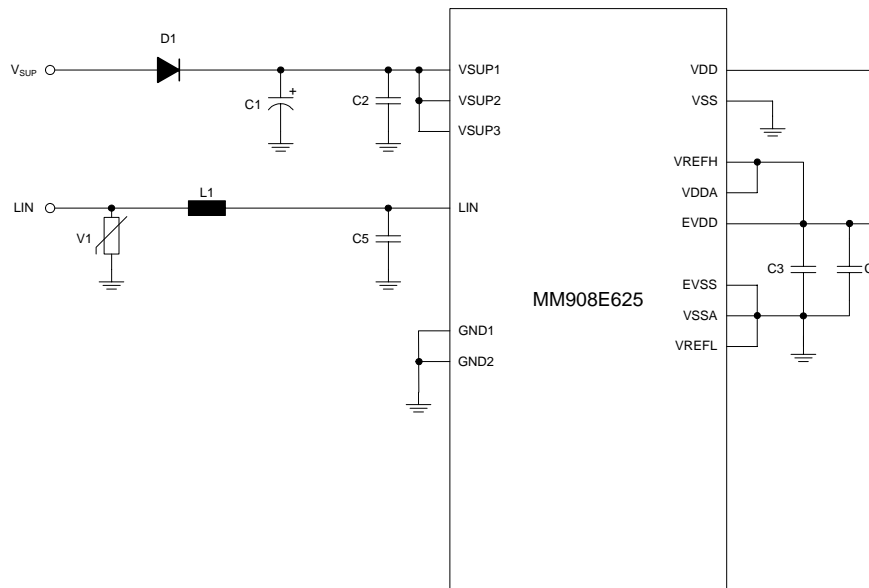 D1
VSUP
+
C1
C2
VSUP1
VSUP2
VSUP3
VDD
VSS
VREFH
VDDA
EVDD
LIN
L1
V1
C5
LIN
C3
EVSS
VSSA
VREFL
MM908E625
GND1
GND2